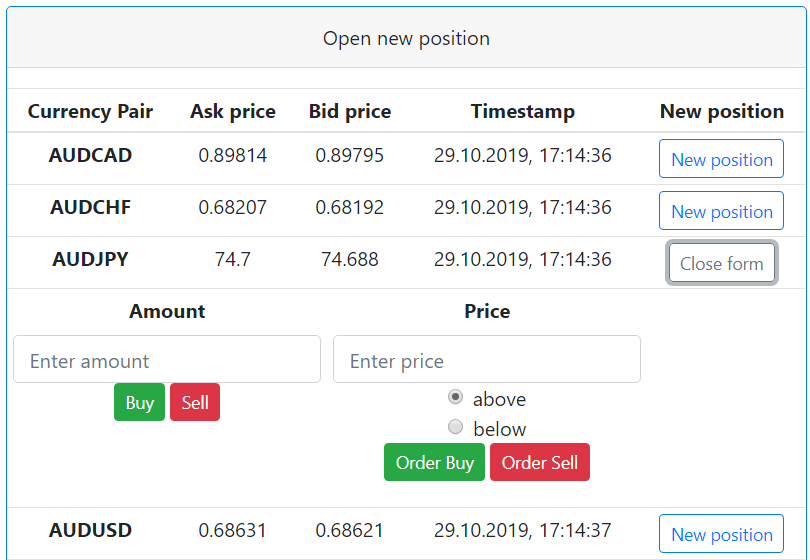 Open new position
Currency Pair Ask price Bid price Timestamp New position
AUDCAD 0.89814 0.89795 29.10.2019, 17:14:36 New position
AUDCHF 0.68207 0.68192 29.10.2019, 17:14:36 New position
AUDJPY 74.7 74.688 29.10.2019, 17:14:36 Close form
Amount Price
Enter amount Enter price
Buy Sell above
below
Order Buy Order Sell
AUDUSD 0.68631 0.68621 29.10.2019, 17:14:37 New position